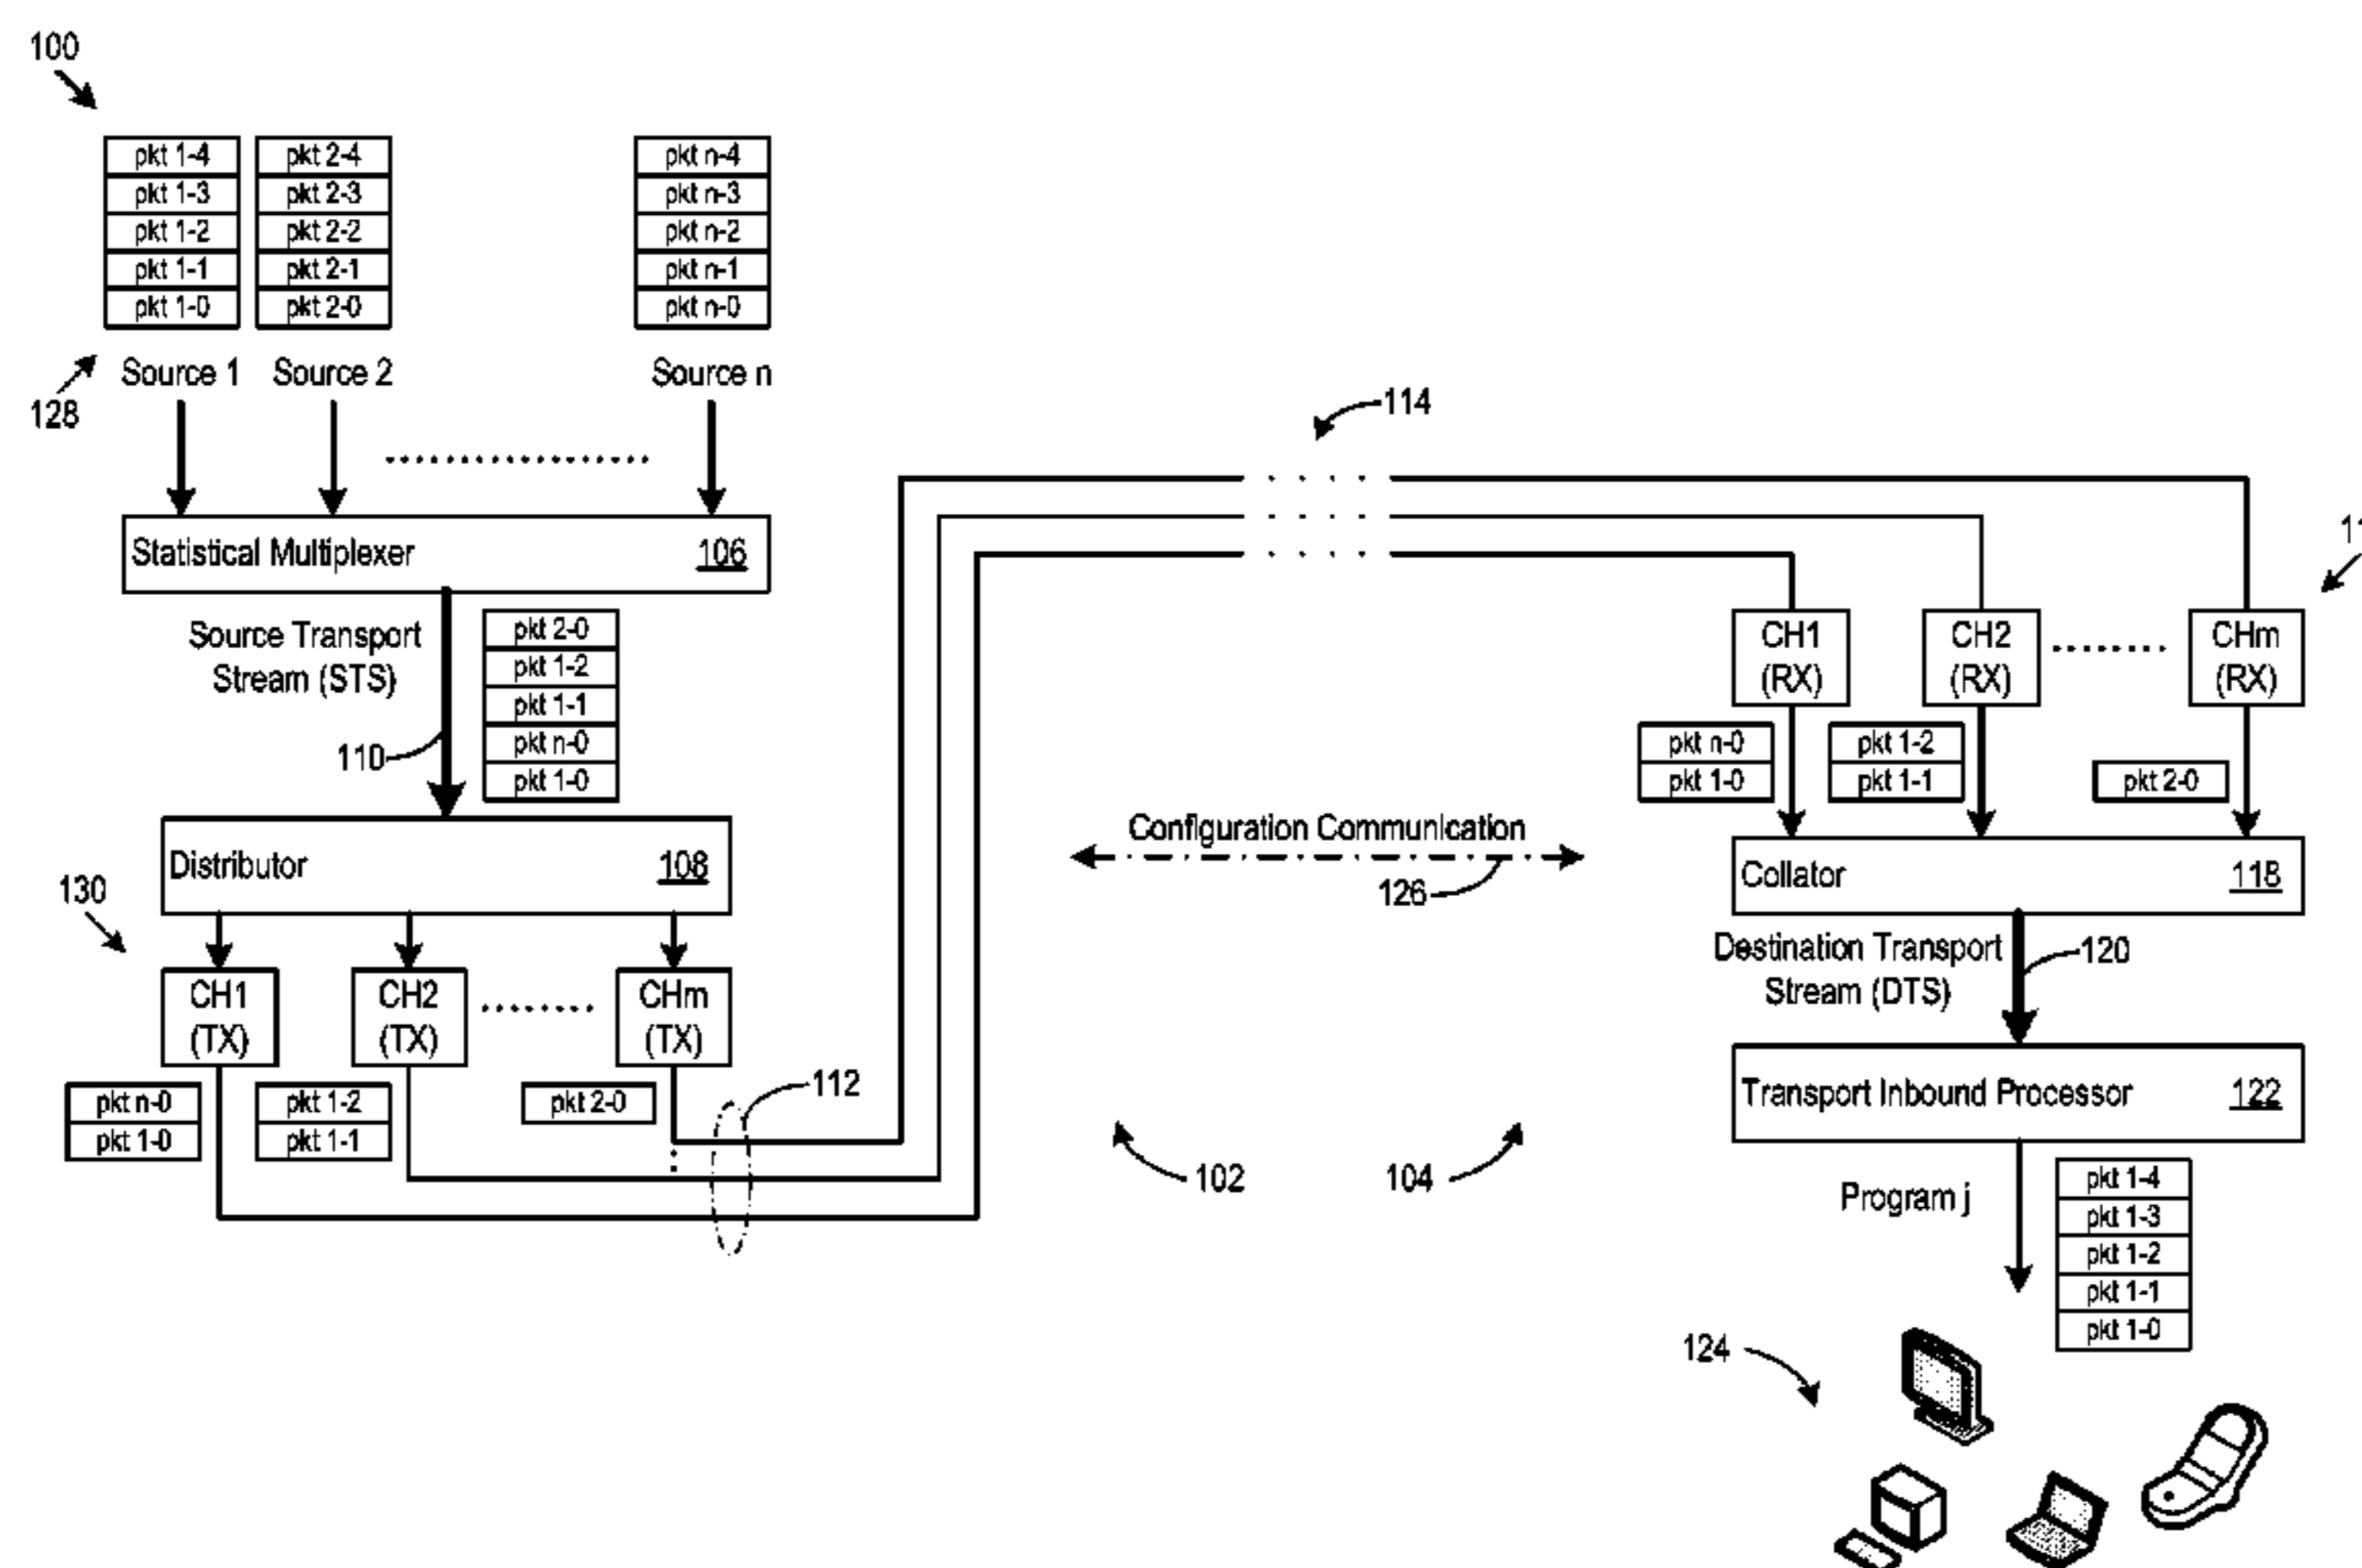 100
pkt 1-4
pkt 1-3
pkt 1-2
pkt 1-1
pkt 1-0
pkt 2-4
pkt 2-3
pkt 2-2
pkt 2-1
pkt 2-0
pkt n-4
pkt n-3
pkt n-2
pkt n-1
pkt n-0
128
Source 1
Source 2
Source n
Statistical Multiplexer 106
Source Transport
Stream (STS)
110
pkt 2-0
pkt 1-2
pkt 1-1
pkt n-0
pkt 1-0
Distributor 108
130
CH1
(TX)
CH2
(TX)
CHm
(TX)
pkt n-0
pkt 1-0
pkt 1-2
pkt 1-1
pkt 2-0
112
114
Configuration Communication
126
102
104
CH1
(RX)
CH2
(RX)
CHm
(RX)
pkt n-0
pkt 1-0
pkt 1-2
pkt 1-1
pkt 2-0
Collator 118
Destination Transport
Stream (DTS)
120
Transport Inbound Processor 122
Program j
pkt 1-4
pkt 1-3
pkt 1-2
pkt 1-1
pkt 1-0
124